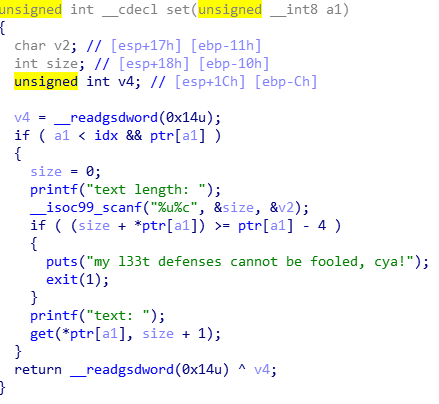 unsigned int __cdecl set(unsigned __int8 a1)
{
  char v2; // [esp+17h] [ebp-11h]
  int size; // [esp+18h] [ebp-10h]
  unsigned int v4; // [esp+1Ch] [ebp-Ch]

  v4 = __readgsdword(0x14u);
  if ( a1 < idx && ptr[a1] )
  {
    size = 0;
    printf("text length: ");
    __isoc99_scanf("%u%c", &size, &v2);
    if ( (size + *ptr[a1]) >= ptr[a1] - 4 )
    {
      puts("my l33t defenses cannot be fooled, cya!");
      exit(1);
    }
    printf("text: ");
    get(*ptr[a1], size + 1);
  }
  return __readgsdword(0x14u) ^ v4;
}